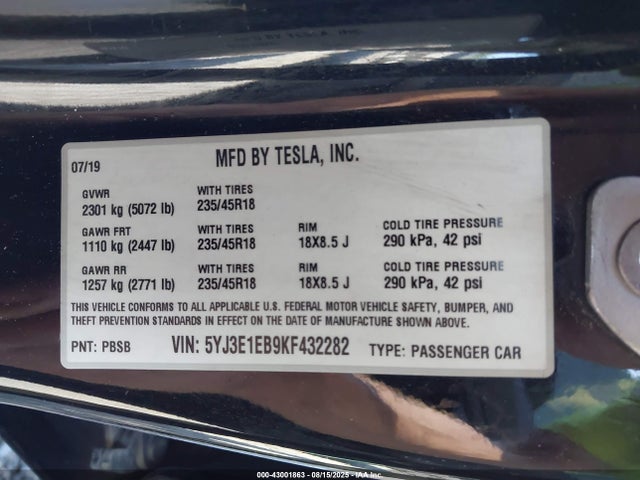 07/19 MFD BY TESLA, INC.
GVWR WITH TIRES
2301 kg (5072 lb) 235/45R18
GAWR FRT WITH TIRES RIM COLD TIRE PRESSURE
1110 kg (2447 lb) 235/45R18 18X8.5 J 290 kPa, 42 psi
GAWR RR WITH TIRES RIM COLD TIRE PRESSURE
1257 kg (2771 lb) 235/45R18 18X8.5 J 290 kPa, 42 psi
THIS VEHICLE CONFORMS TO ALL APPLICABLE U.S. FEDERAL MOTOR VEHICLE SAFETY, BUMPER, AND
THEFT PREVENTION STANDARDS IN EFFECT ON THE DATE OF MANUFACTURE SHOWN ABOVE.
PNT: PBSB VIN: 5YJ3E1EB9KF432282 TYPE: PASSENGER CAR
000-43001863 - 08/15/2025 - IAA Inc.